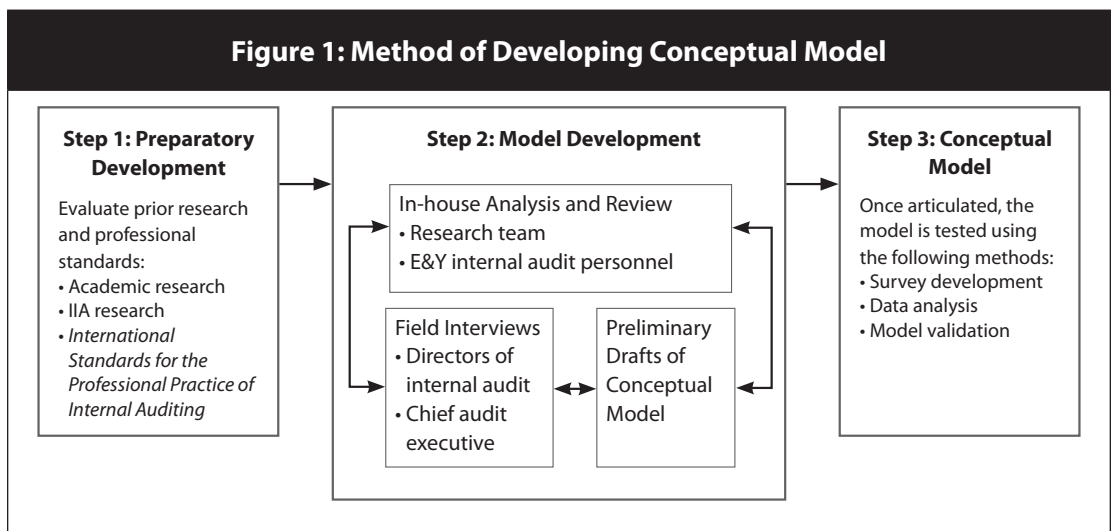 Figure 1: Method of Developing Conceptual Model
Step 1: Preparatory
Development
Evaluate prior research
and professional
standards:
• Academic research
• IIA research
• International
Standards for the
Professional Practice of
Internal Auditing
Step 2: Model Development
In-house Analysis and Review
• Research team
• E&Y internal audit personnel
Field Interviews
• Directors of
internal audit
• Chief audit
executive
Preliminary
Drafts of
Conceptual
Model
Step 3: Conceptual
Model
Once articulated, the
model is tested using
the following methods:
• Survey development
• Data analysis
• Model validation